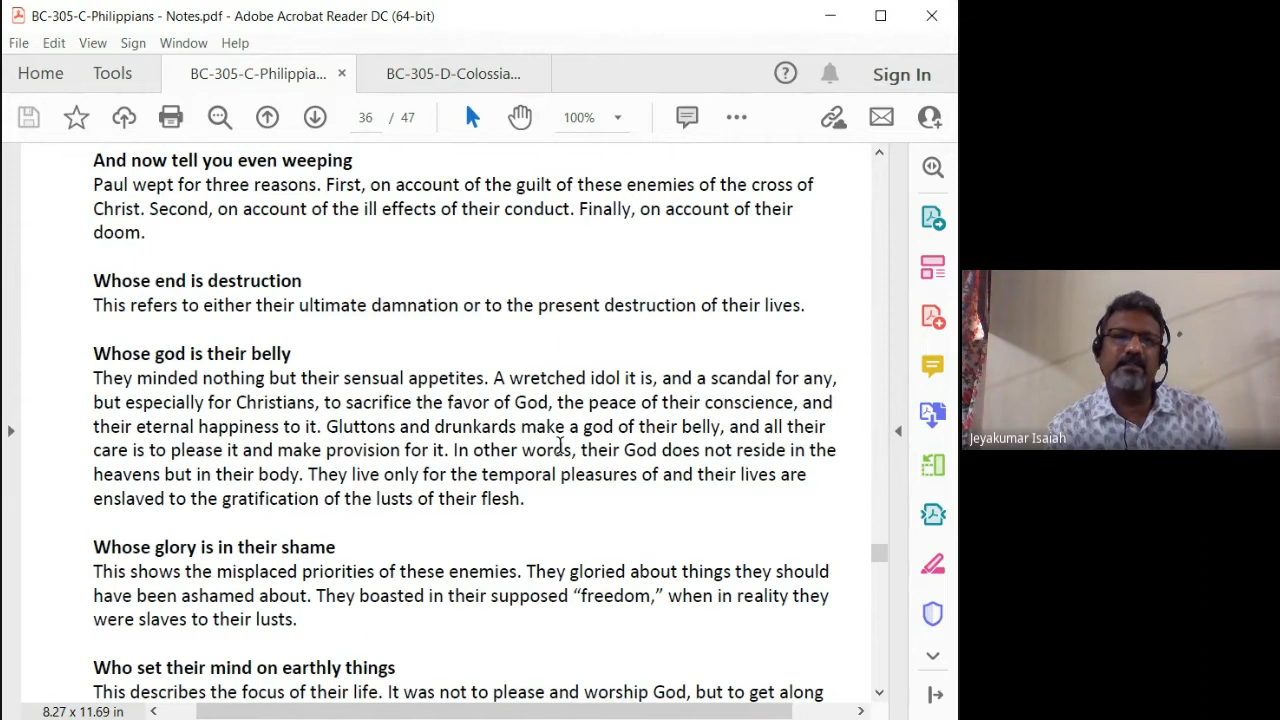 BC-305-C-Philippians - Notes.pdf - Adobe Acrobat Reader DC (64-bit)
File Edit View Sign Window Help
Home Tools BC-305-C-Philippia... × BC-305-D-Colossia... Sign In
36 / 47 100%
And now tell you even weeping
Paul wept for three reasons. First, on account of the guilt of these enemies of the cross of
Christ. Second, on account of the ill effects of their conduct. Finally, on account of their
doom.
Whose end is destruction
This refers to either their ultimate damnation or to the present destruction of their lives.
Whose god is their belly
They minded nothing but their sensual appetites. A wretched idol it is, and a scandal for any,
but especially for Christians, to sacrifice the favor of God, the peace of their conscience, and
their eternal happiness to it. Gluttons and drunkards make a god of their belly, and all their
care is to please it and make provision for it. In other words, their God does not reside in the
heavens but in their body. They live only for the temporal pleasures of and their lives are
enslaved to the gratification of the lusts of their flesh.
Whose glory is in their shame
This shows the misplaced priorities of these enemies. They gloried about things they should
have been ashamed about. They boasted in their supposed “freedom,” when in reality they
were slaves to their lusts.
Who set their mind on earthly things
This describes the focus of their life. It was not to please and worship God, but to get along
8.27 x 11.69 in
Jeyakumar Isaiah